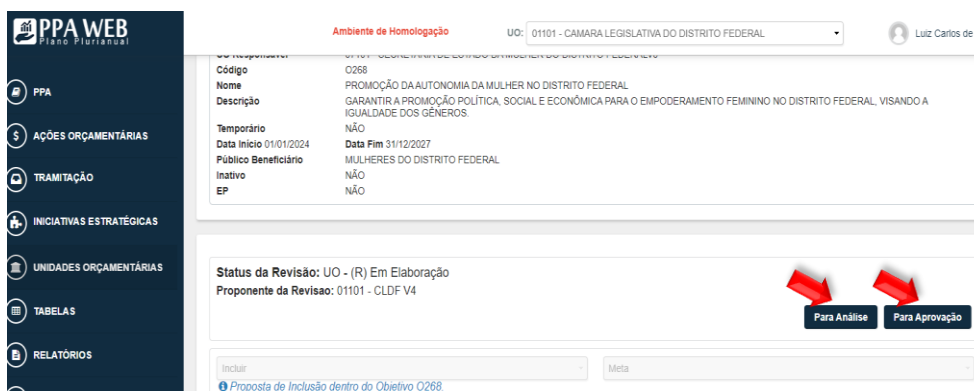 PPA WEB
Plano Plurianual
Ambiente de Homologação
UO: 01101 - CAMARA LEGISLATIVA DO DISTRITO FEDERAL
Luiz Carlos de
PPA
AÇÕES ORÇAMENTÁRIAS
TRAMITAÇÃO
INICIATIVAS ESTRATÉGICAS
UNIDADES ORÇAMENTÁRIAS
TABELAS
RELATÓRIOS
Código O268
Nome PROMOÇÃO DA AUTONOMIA DA MULHER NO DISTRITO FEDERAL
Descrição GARANTIR A PROMOÇÃO POLÍTICA, SOCIAL E ECONÔMICA PARA O EMPODERAMENTO FEMININO NO DISTRITO FEDERAL, VISANDO A
IGUALDADE DOS GÊNEROS.
Temporário NÃO
Data Início 01/01/2024 Data Fim 31/12/2027
Público Beneficiário MULHERES DO DISTRITO FEDERAL
Inativo NÃO
EP NÃO
Status da Revisão: UO - (R) Em Elaboração
Proponente da Revisao: 01101 - CLDF V4
Para Análise Para Aprovação
Incluir Meta
Proposta de Inclusão dentro do Objetivo O268.